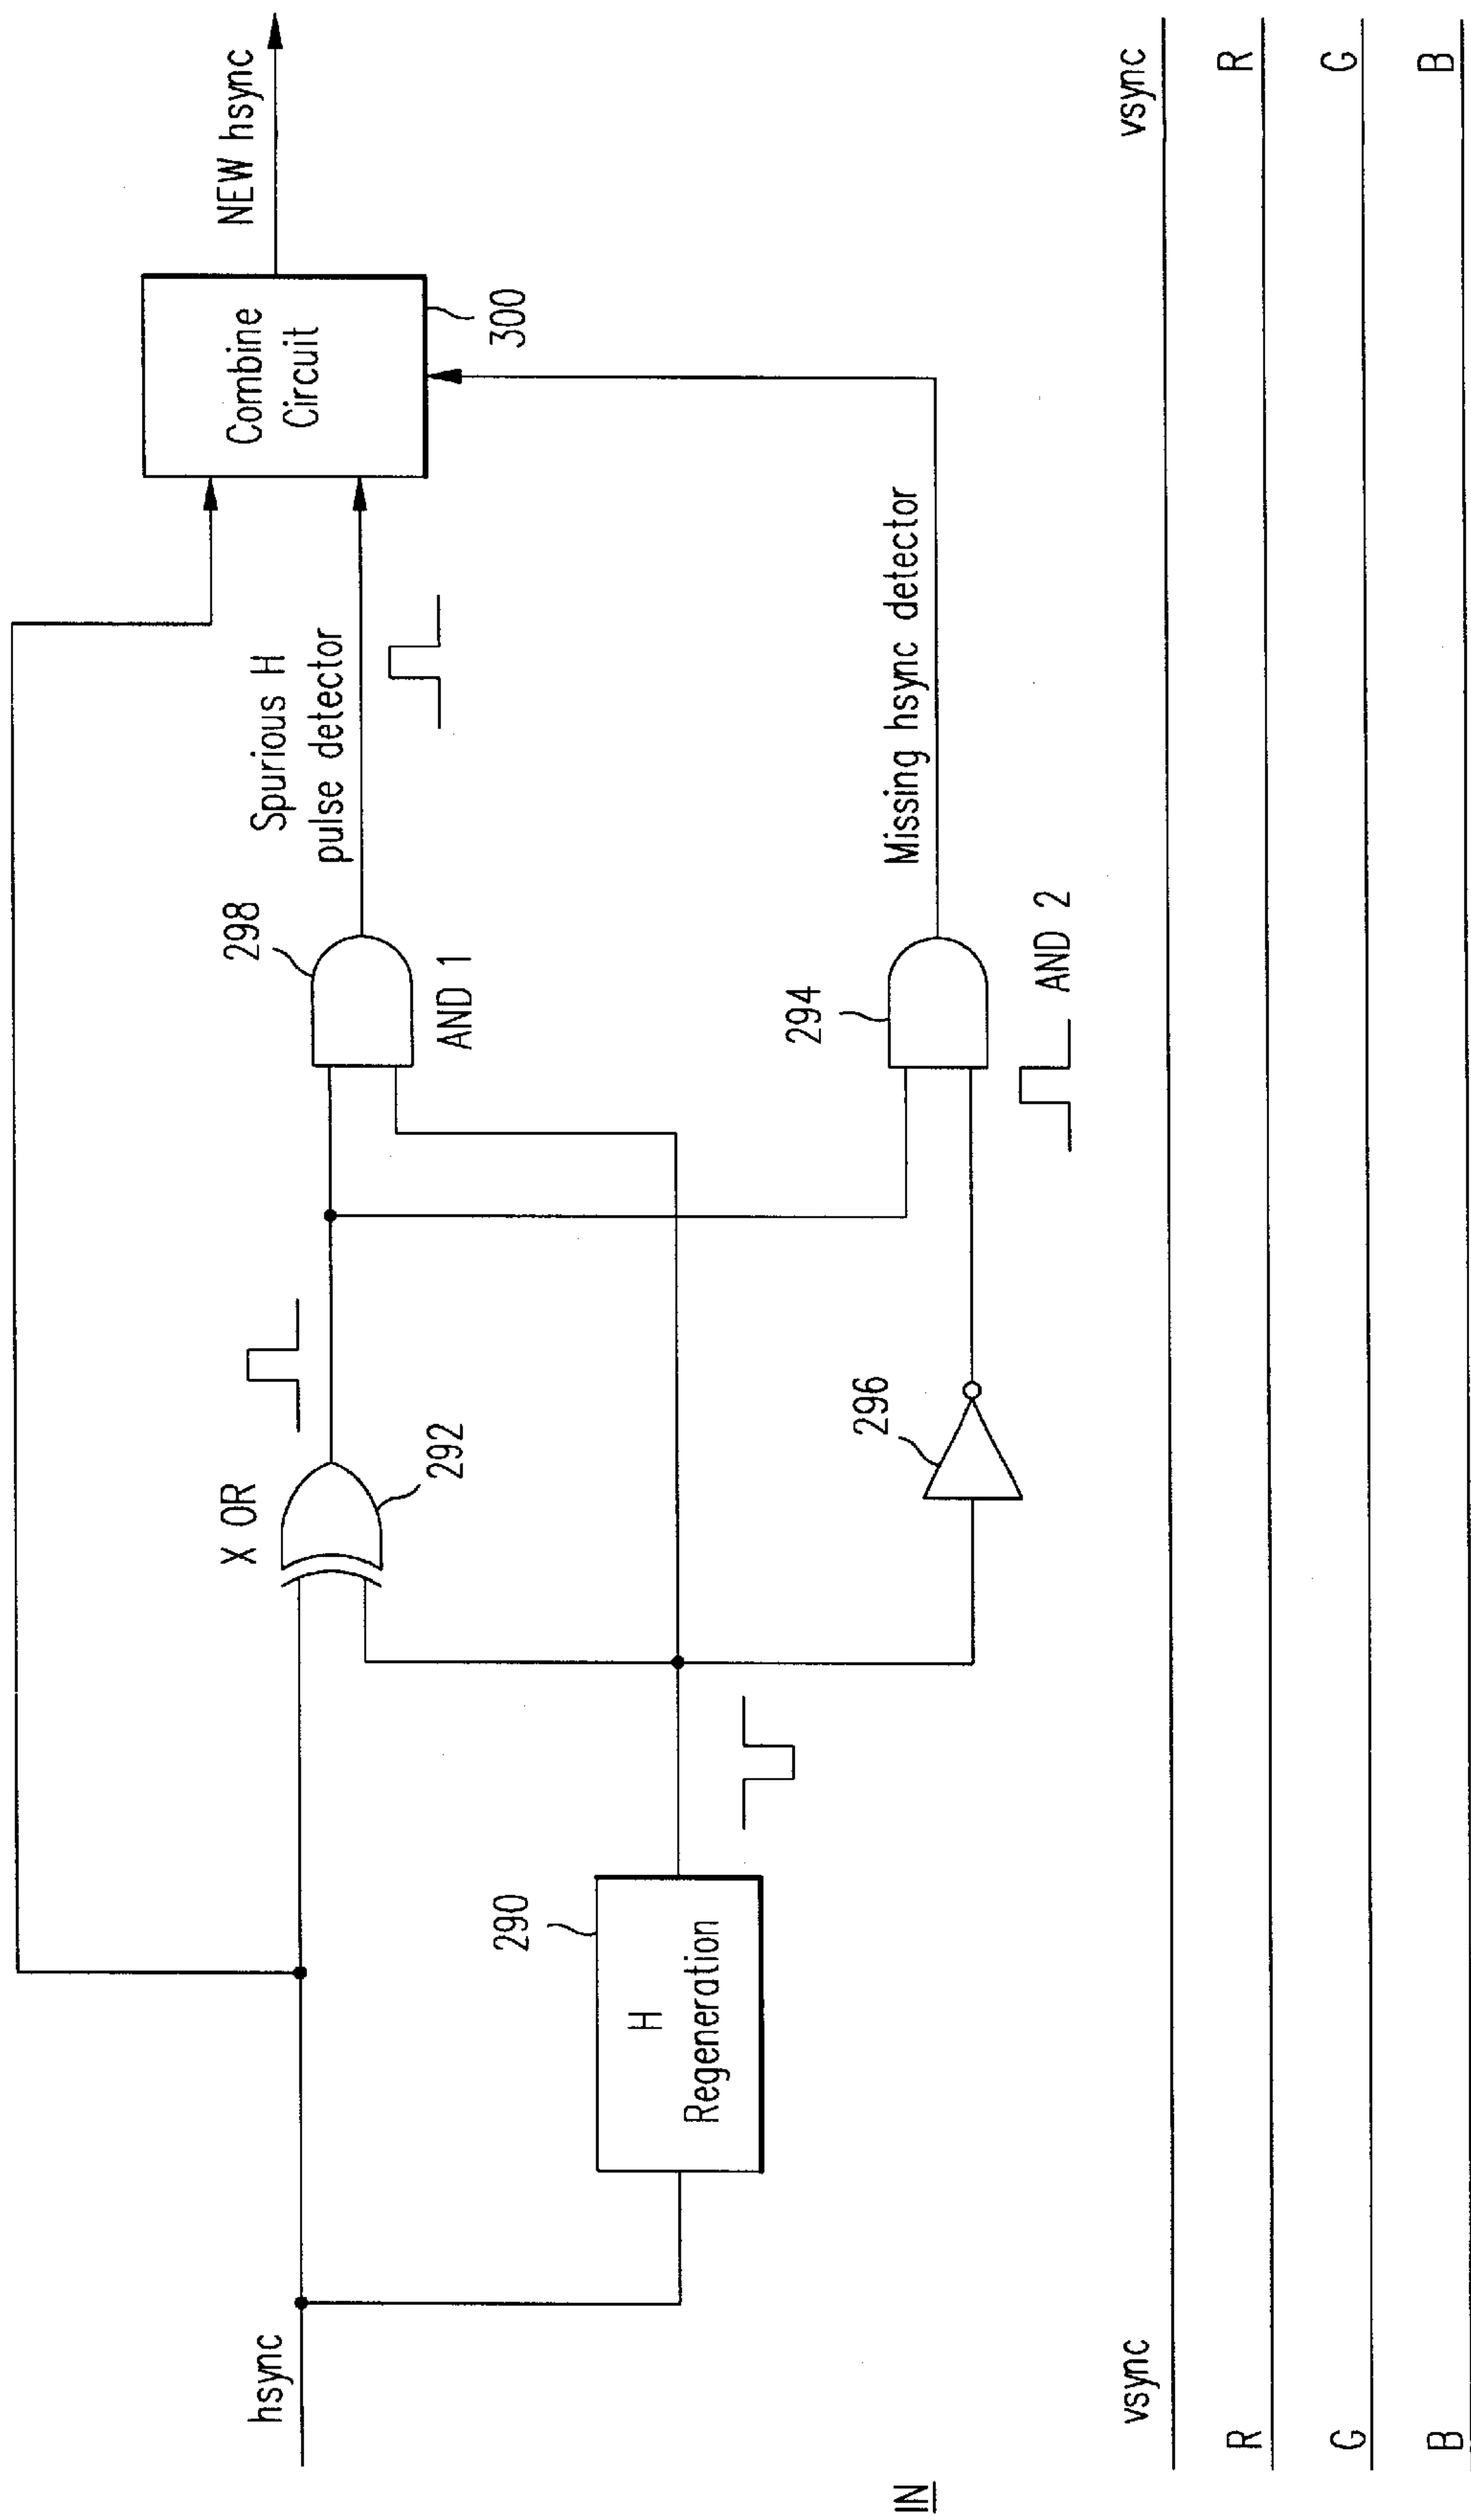 NEW hsync
Combine
Circuit
300
Spurious H
pulse detector
Missing hsync detector
298
AND 1
294
AND 2
X OR
292
296
290
H
Regeneration
hsync
IN
vsync
vsync
R
R
G
G
B
B